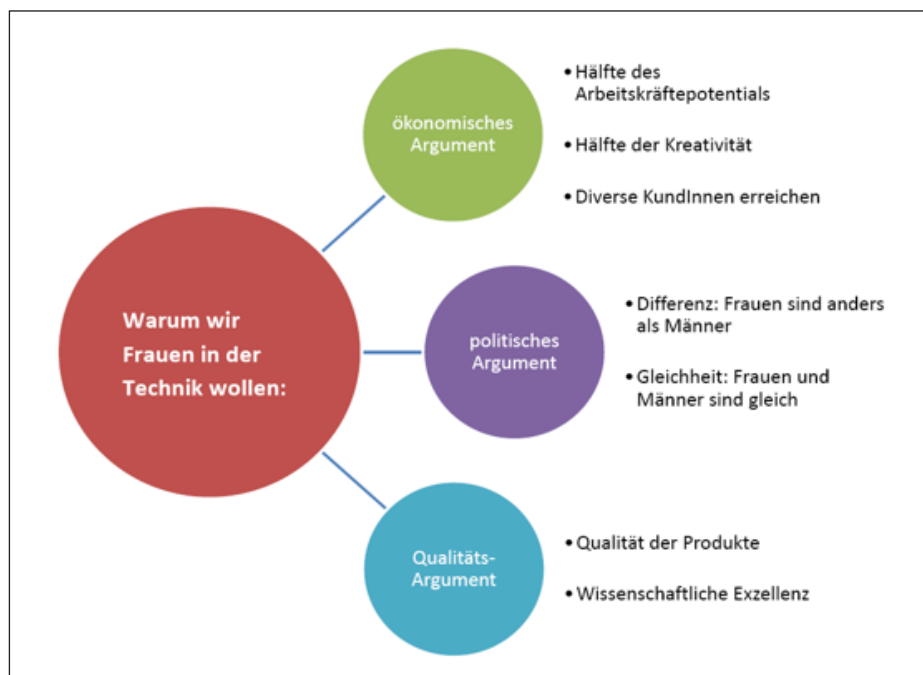 ökonomisches
Argument
• Hälfte des
Arbeitskräftepotentials
• Hälfte der Kreativität
• Diverse KundInnen erreichen
Warum wir
Frauen in der
Technik wollen:
politisches
Argument
• Differenz: Frauen sind anders
als Männer
• Gleichheit: Frauen und
Männer sind gleich
Qualitäts-
Argument
• Qualität der Produkte
• Wissenschaftliche Exzellenz